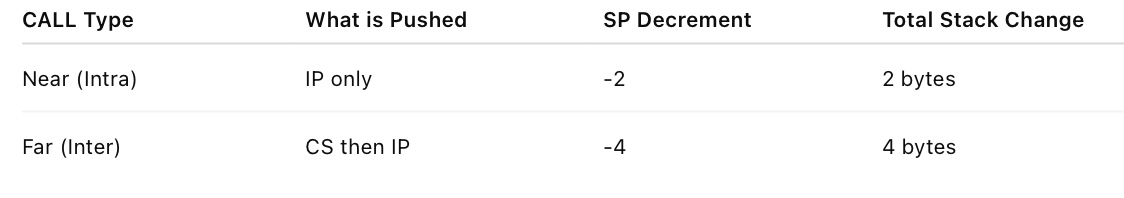 CALL Type What is Pushed SP Decrement Total Stack Change
Near (Intra) IP only -2 2 bytes
Far (Inter) CS then IP -4 4 bytes